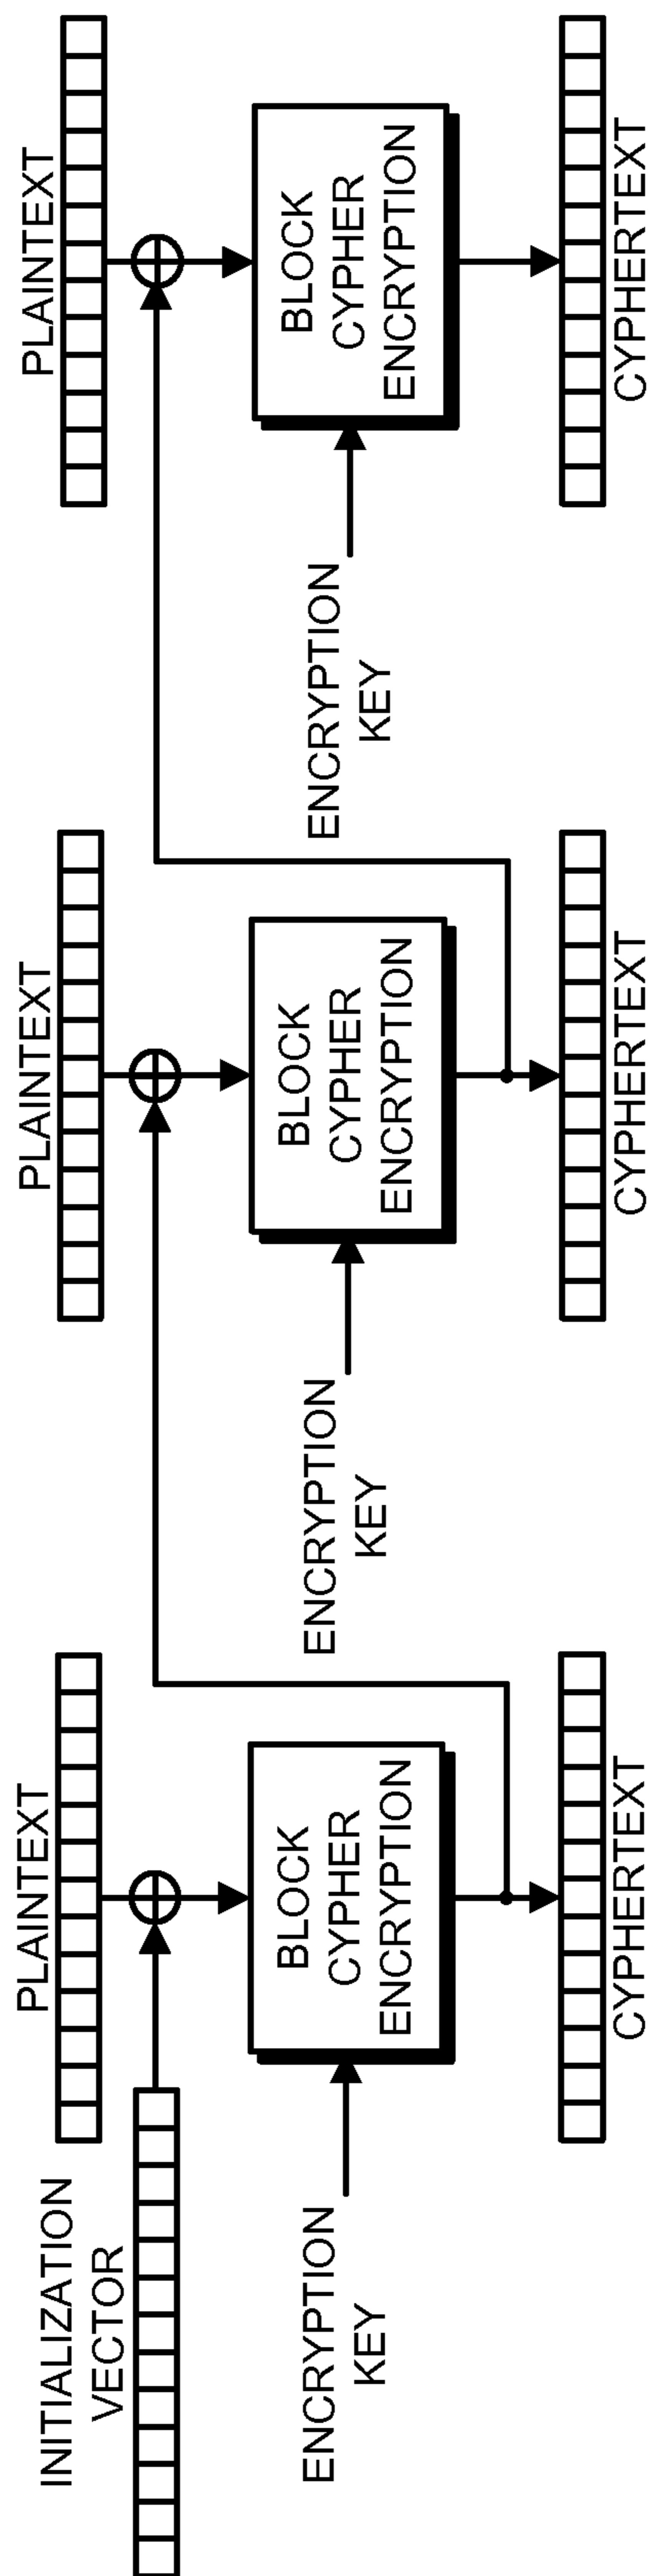 INITIALIZATION
VECTOR
PLAINTEXT
ENCRYPTION
KEY
BLOCK
CYPHER
ENCRYPTION
CYPHERTEXT
PLAINTEXT
ENCRYPTION
KEY
BLOCK
CYPHER
ENCRYPTION
CYPHERTEXT
PLAINTEXT
ENCRYPTION
KEY
BLOCK
CYPHER
ENCRYPTION
CYPHERTEXT